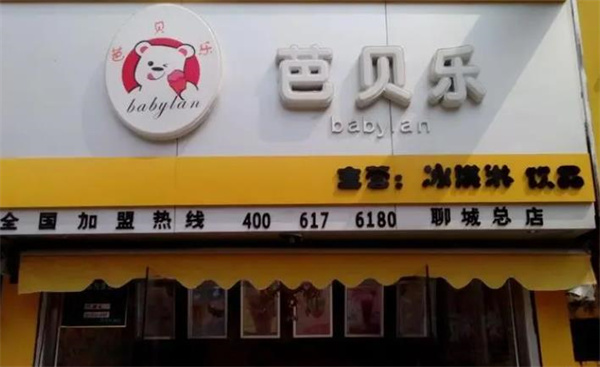 芭贝乐
babylan
芭贝乐
babylan
主营：冰淇淋 饮品
全国加盟热线 400 617 6180 聊城总店